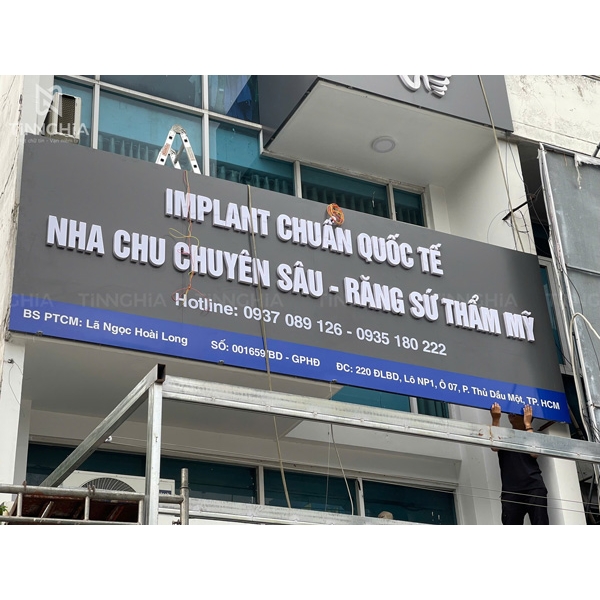 TINNGHIA
IMPLANT CHUẨN QUỐC TẾ
NHA CHU CHUYÊN SÂU - RĂNG SỨ THẨM MỸ
Hotline: 0937 089 126 - 0935 180 222
BS PTCM: Lã Ngọc Hoài Long SỐ: 001659/BD - GPHĐ ĐC: 220 ĐLBD, Lô NP1, Ô 07, P. Thủ Dầu Một, TP. HCM